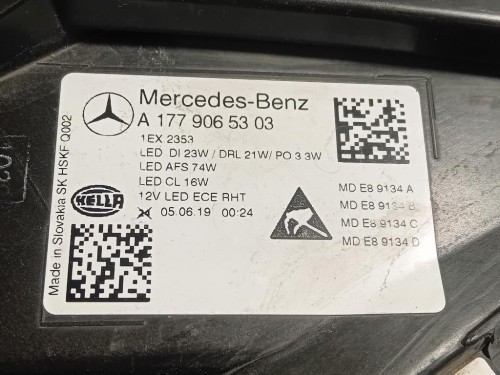 Mercedes-Benz
A 177 906 53 03
1EX 2353
LED DI 23W / DRL 21W/ PO 3.3W
LED AFS 74W
LED CL 16W
12V LED ECE RHT
05.06.19 00:24
HELLA
MD E8 9134 A
MD E8 9134 B
MD E8 9134 C
MD E8 9134 D
Made in Slovakia SK HSKF Q002